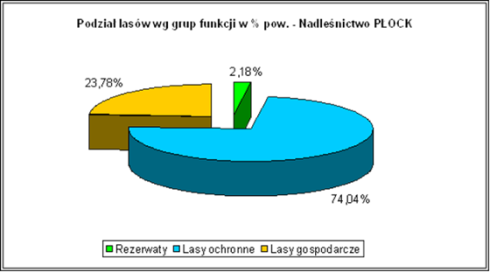 Podział lasów wg grup funkcji w % pow. - Nadleśnictwo PŁOCK
2,18%
23,78%
74,04%
Rezerwaty Lasy ochronne Lasy gospodarcze